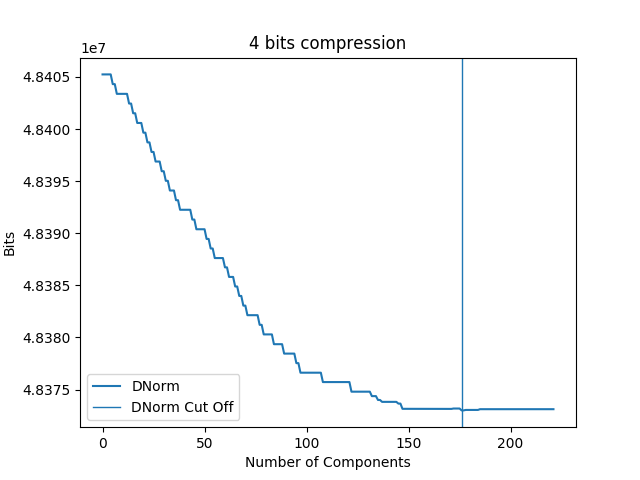 4 bits compression
1e7
4.8405
4.8400
4.8395
4.8390
4.8385
4.8380
4.8375
Bits
DNorm
DNorm Cut Off
0 50 100 150 200
Number of Components